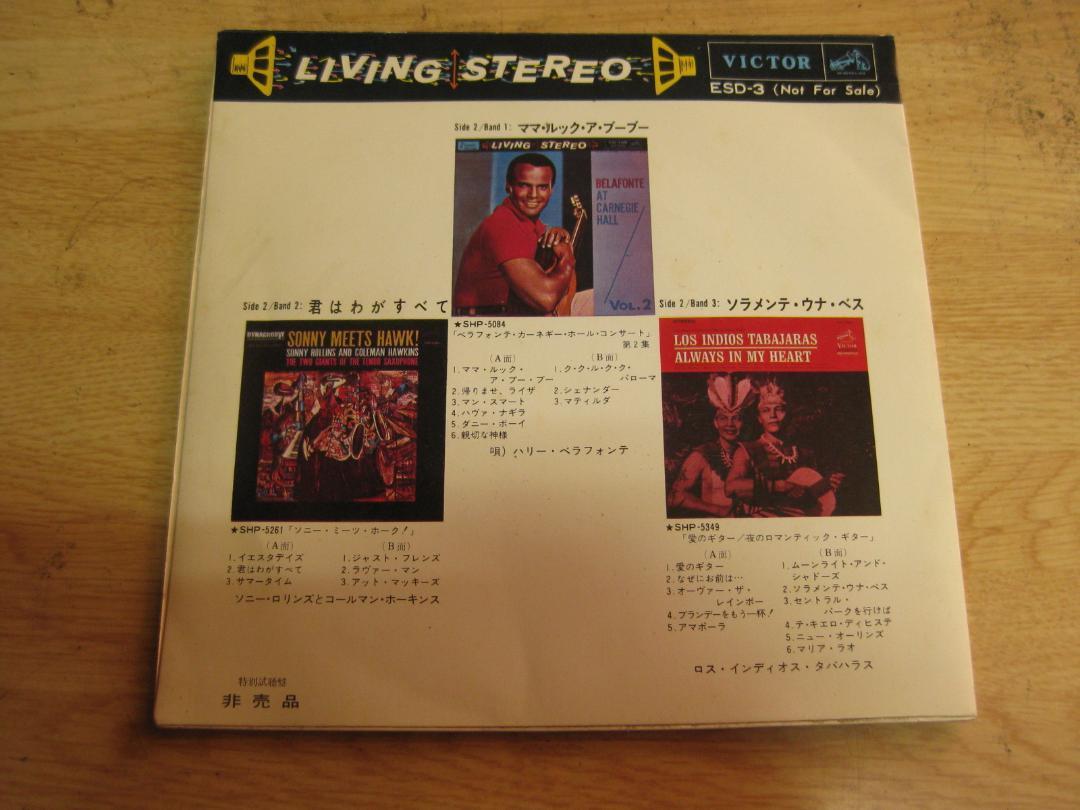 LIVING STEREO
VICTOR
ESD-3 (Not For Sale)
Side 2/Band 1: ママ・ルック・ア・ブーブー
LIVING STEREO
BELAFONTE
AT
CARNEGIE
HALL
VOL.2
★SHP-5084
「ベラフォンテ・カーネギー・ホール・コンサート」
第2集
(A面)
1.ママ・ルック・
ア・ブー・ブー
2.帰りませ、ライザ
3.マン・スマート
4.ハヴァ・ナギラ
5.ダニー・ボーイ
6.親切な神様
(B面)
1.ク・ク・ル・ク・ク・
パローマ
2.シェナンダー
3.マティルダ
唄)ハリー・ベラフォンテ
Side 2/Band 2: 君はわがすべて
DYNAGROOVE
SONNY MEETS HAWK!
SONNY ROLLINS AND COLEMAN HAWKINS
THE TWO GIANTS OF THE TENOR SAXOPHONE
★SHP-5261「ソニー・ミーツ・ホーク!」
(A面)
1.イエスタデイズ
2.君はわがすべて
3.サマータイム
(B面)
1.ジャスト・フレンズ
2.ラヴァー・マン
3.アット・マッキーズ
ソニー・ロリンズとコールマン・ホーキンス
Side 2/Band 3: ソラメンテ・ウナ・ベス
LOS INDIOS TABAJARAS
ALWAYS IN MY HEART
VICTOR
★SHP-5349
「愛のギター/夜のロマンティック・ギター」
(A面)
1.愛のギター
2.なぜにお前は…
3.オーヴァー・ザ・
レインボー
4.ブランデーをもう一杯!
5.アマポーラ
(B面)
1.ムーンライト・アンド・
シャドーズ
2.ソラメンテ・ウナ・ベス
3.セントラル・
パークを行けば
4.テ・キエロ・ディヒステ
5.ニュー・オーリンズ
6.マリア・ラオ
ロス・インディオス・タバハラス
特別試聴盤
非売品